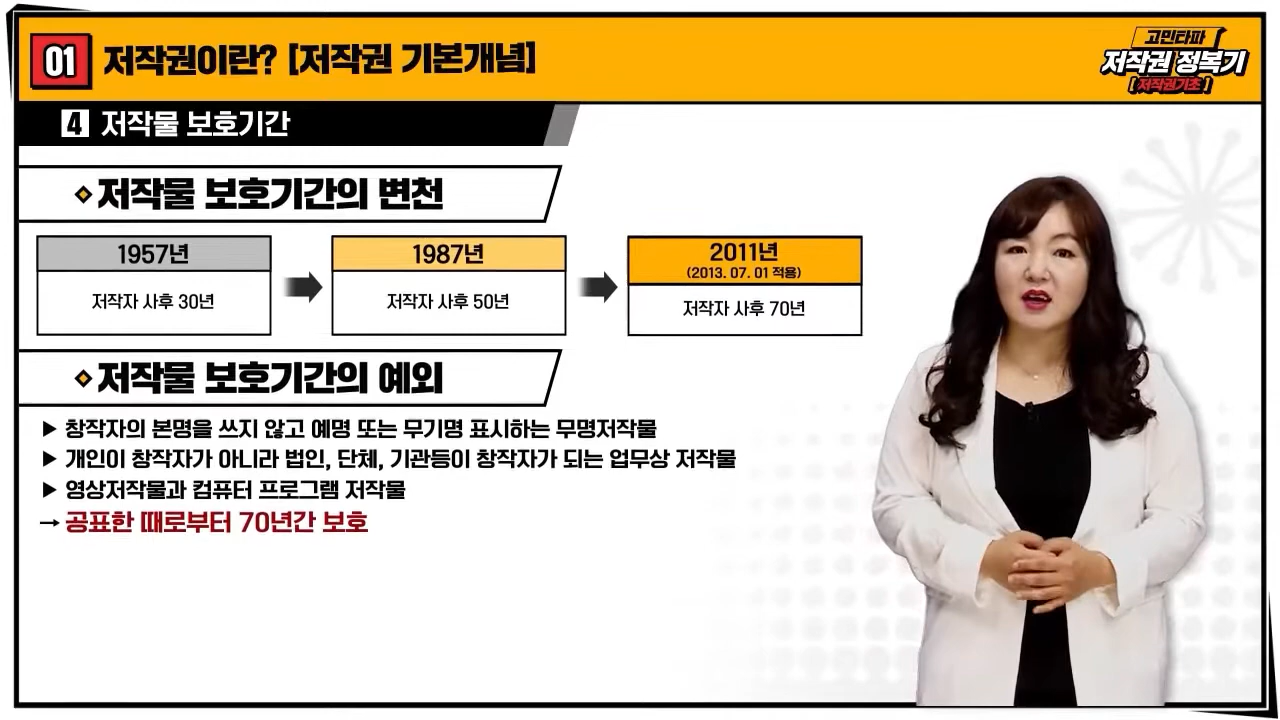 01 저작권이란? [저작권 기본개념]
고민타파
저작권 정복기
[저작권기초]
4 저작물 보호기간
저작물 보호기간의 변천
1957년
저작자 사후 30년
1987년
저작자 사후 50년
2011년
(2013. 07. 01 적용)
저작자 사후 70년
저작물 보호기간의 예외
▶ 창작자의 본명을 쓰지 않고 예명 또는 무기명 표시하는 무명저작물
▶ 개인이 창작자가 아니라 법인, 단체, 기관등이 창작자가 되는 업무상 저작물
▶ 영상저작물과 컴퓨터 프로그램 저작물
→ 공표한 때로부터 70년간 보호